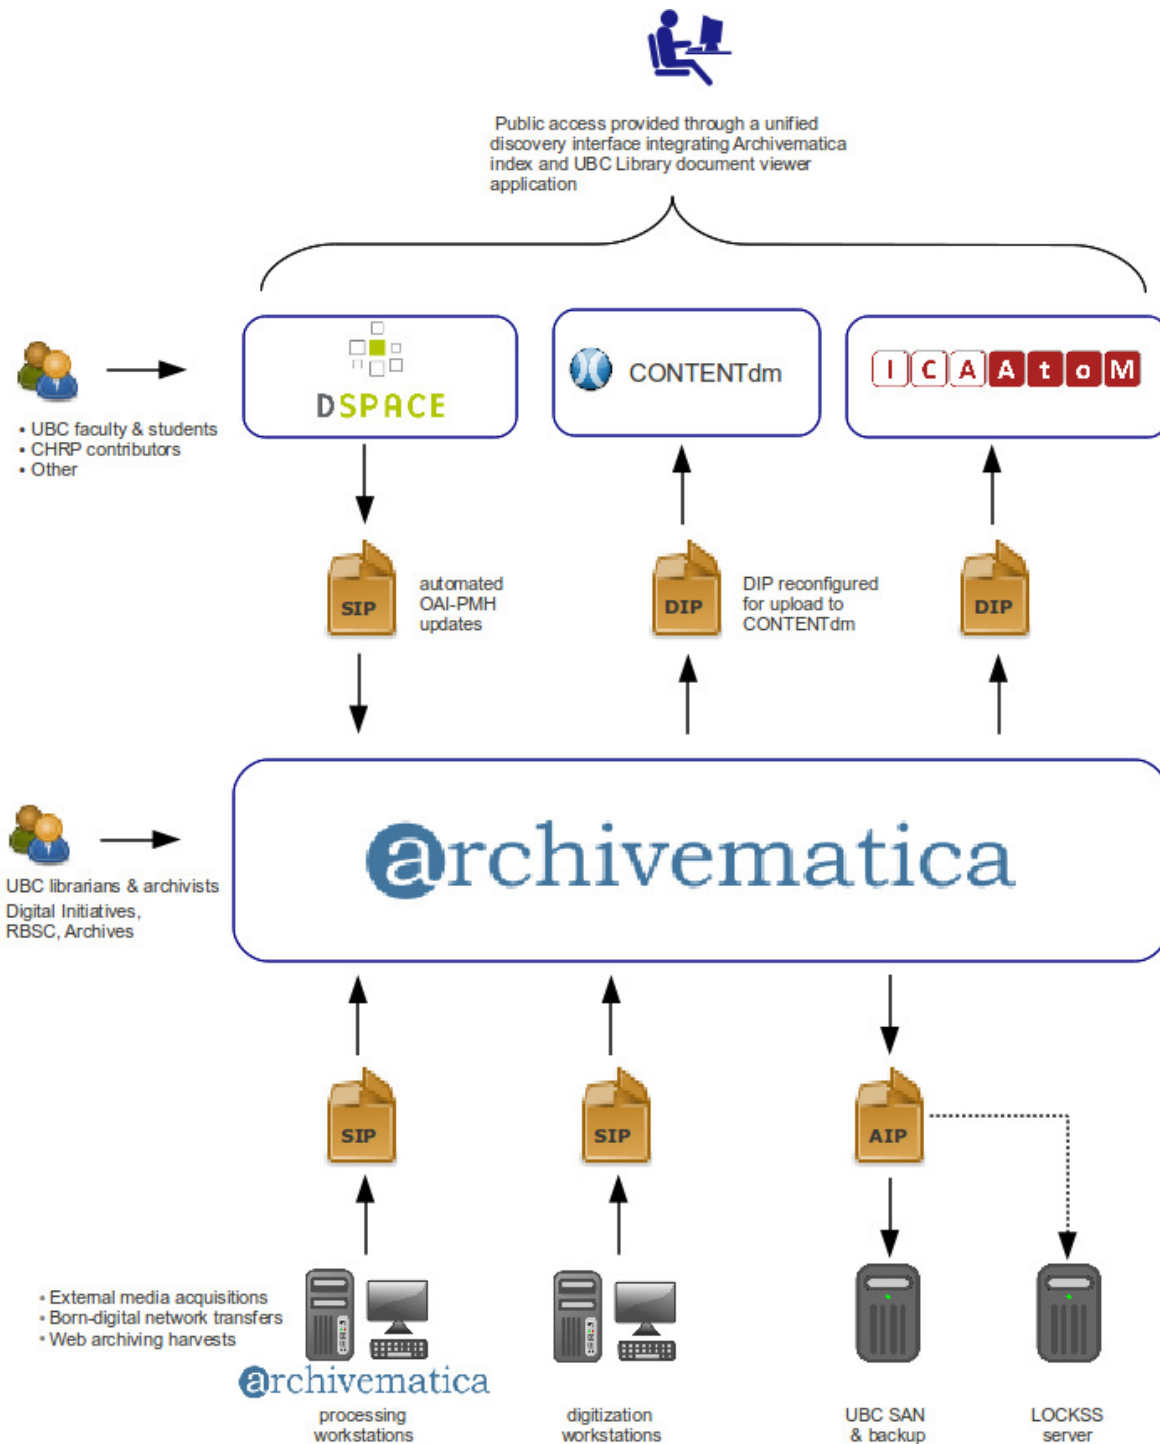 Public access provided through a unified
discovery interface integrating Archivematica
index and UBC Library document viewer
application
DSPACE
CONTENTdm
ICAAtoM
• UBC faculty & students
• CHRP contributors
• Other
SIP
automated
OAI-PMH
updates
DIP
DIP reconfigured
for upload to
CONTENTdm
DIP
archivematica
UBC librarians & archivists
Digital Initiatives,
RBSC, Archives
SIP
SIP
AIP
• External media acquisitions
• Born-digital network transfers
• Web archiving harvests
archivematica
processing
workstations
digitization
workstations
UBC SAN
& backup
LOCKSS
server